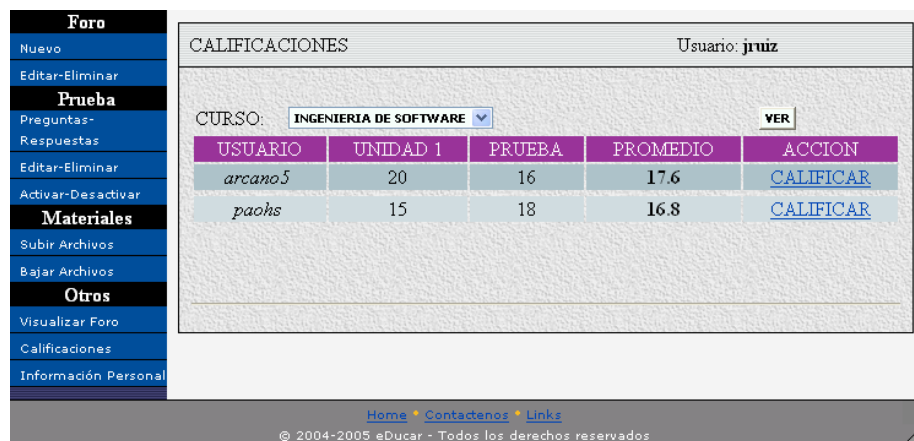 Foro
Nuevo
Editar-Eliminar
Prueba
Preguntas-
Respuestas
Editar-Eliminar
Activar-Desactivar
Materiales
Subir Archivos
Bajar Archivos
Otros
Visualizar Foro
Calificaciones
Información Personal
CALIFICACIONES Usuario: jruiz
CURSO: INGENIERIA DE SOFTWARE VER
USUARIO UNIDAD 1 PRUEBA PROMEDIO ACCION
arcano5 20 16 17.6 CALIFICAR
paohs 15 18 16.8 CALIFICAR
Home Contactenos Links
© 2004-2005 eDucar - Todos los derechos reservados